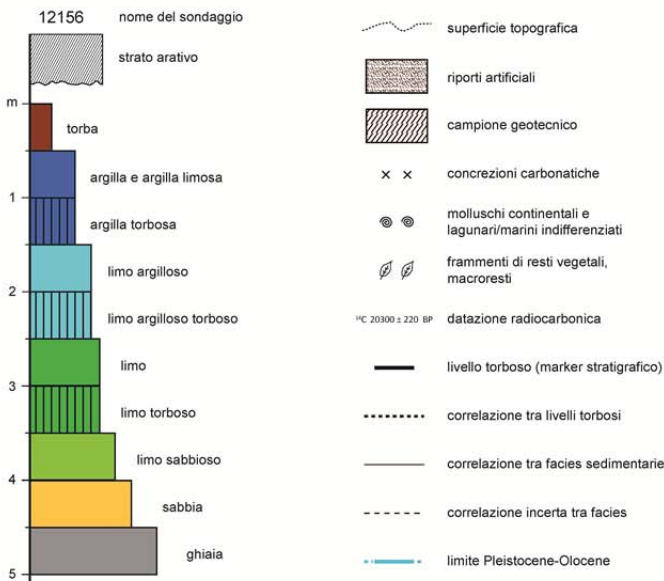 12156
nome del sondaggio
strato arativo
m
torba
argilla e argilla limosa
1
argilla torbosa
limo argilloso
2
limo argilloso torboso
limo
3
limo torboso
limo sabbioso
4
sabbia
ghiaia
5
superficie topografica
riporti artificiali
campione geotecnico
concrezioni carbonatiche
molluschi continentali e
lagunari/marini indifferenziati
frammenti di resti vegetali,
macroresti
¹⁴C 20300 ± 220 BP
datazione radiocarbonica
livello torboso (marker stratigrafico)
correlazione tra livelli torbosi
correlazione tra facies sedimentarie
correlazione incerta tra facies
limite Pleistocene-Olocene